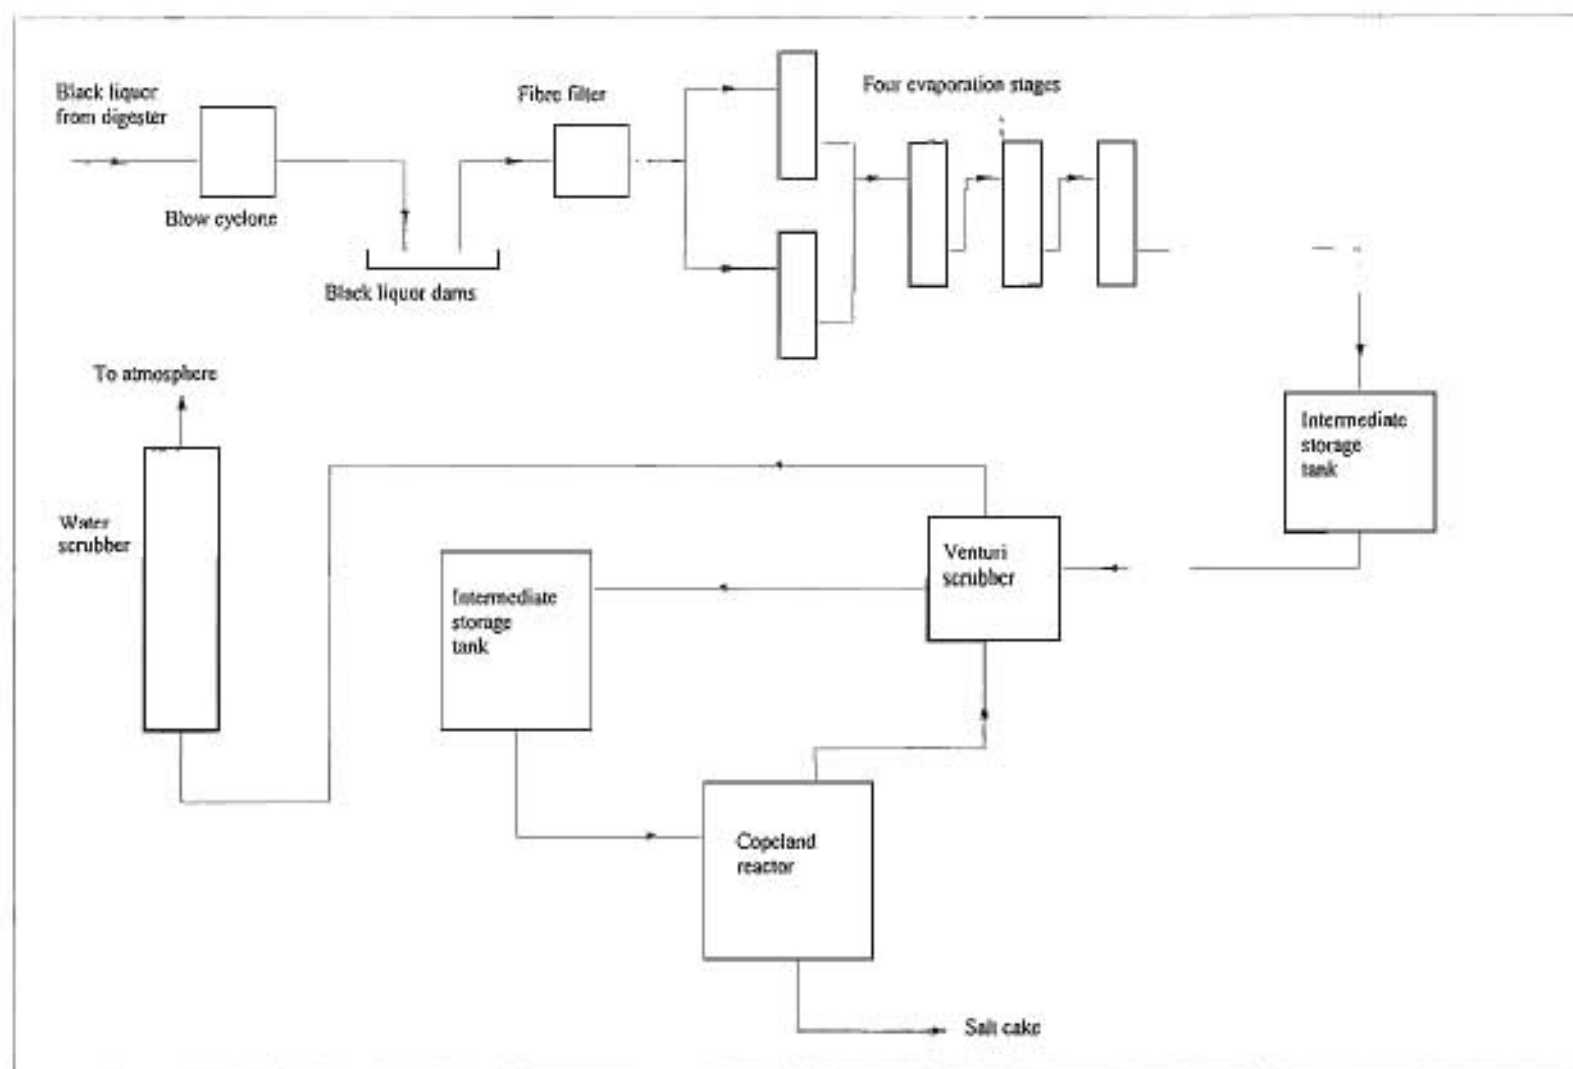 Black liquor
from digester
Blow cyclone
Black liquor dams
Fibre filter
Four evaporation stages
Intermediate
storage
tank
Venturi
scrubber
Intermediate
storage
tank
Copeland
reactor
Salt cake
Water
scrubber
To atmosphere